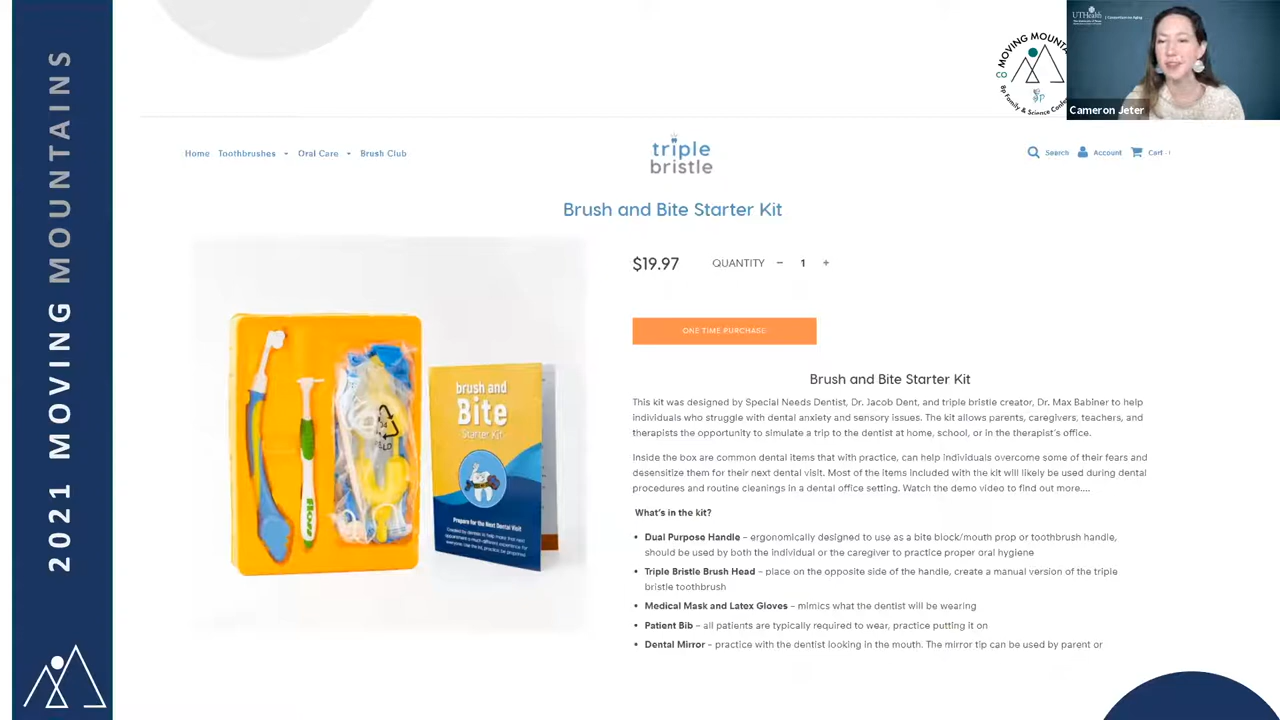 2021 MOVING MOUNTAINS
MOVING MOUNTA
CO
8p Family & Science Confe
8p
UTHealth
Consortium on Aging
Cameron Jeter
Home Toothbrushes Oral Care Brush Club
triple
bristle
Search Account Cart
Brush and Bite Starter Kit
$19.97 QUANTITY − 1 +
ONE TIME PURCHASE
brush and
Bite
Starter Kit
Prepare for the Next Dental Visit
FLOSS
Brush and Bite Starter Kit
This kit was designed by Special Needs Dentist, Dr. Jacob Dent, and triple bristle creator, Dr. Max Babiner to help
individuals who struggle with dental anxiety and sensory issues. The kit allows parents, caregivers, teachers, and
therapists the opportunity to simulate a trip to the dentist at home, school, or in the therapist's office.
Inside the box are common dental items that with practice, can help individuals overcome some of their fears and
desensitize them for their next dental visit. Most of the items included with the kit will likely be used during dental
procedures and routine cleanings in a dental office setting. Watch the demo video to find out more....
What's in the kit?
• Dual Purpose Handle – ergonomically designed to use as a bite block/mouth prop or toothbrush handle,
should be used by both the individual or the caregiver to practice proper oral hygiene
• Triple Bristle Brush Head – place on the opposite side of the handle, create a manual version of the triple
bristle toothbrush
• Medical Mask and Latex Gloves – mimics what the dentist will be wearing
• Patient Bib – all patients are typically required to wear, practice putting it on
• Dental Mirror – practice with the dentist looking in the mouth. The mirror tip can be used by parent or